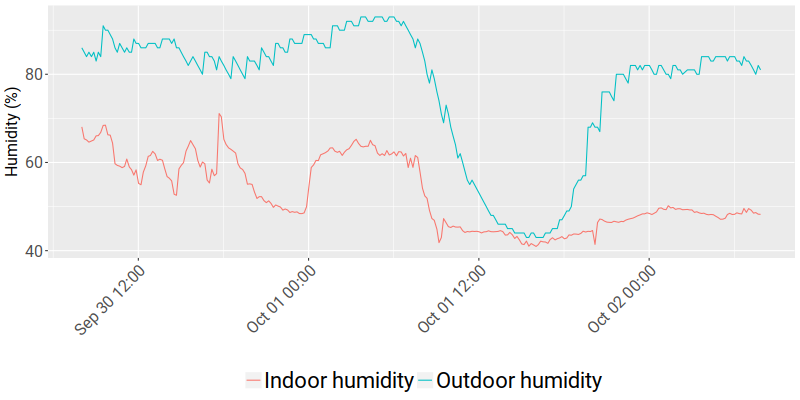 Humidity (%)
80
60
40
Sep 30 12:00
Oct 01 00:00
Oct 01 12:00
Oct 02 00:00
Indoor humidity Outdoor humidity